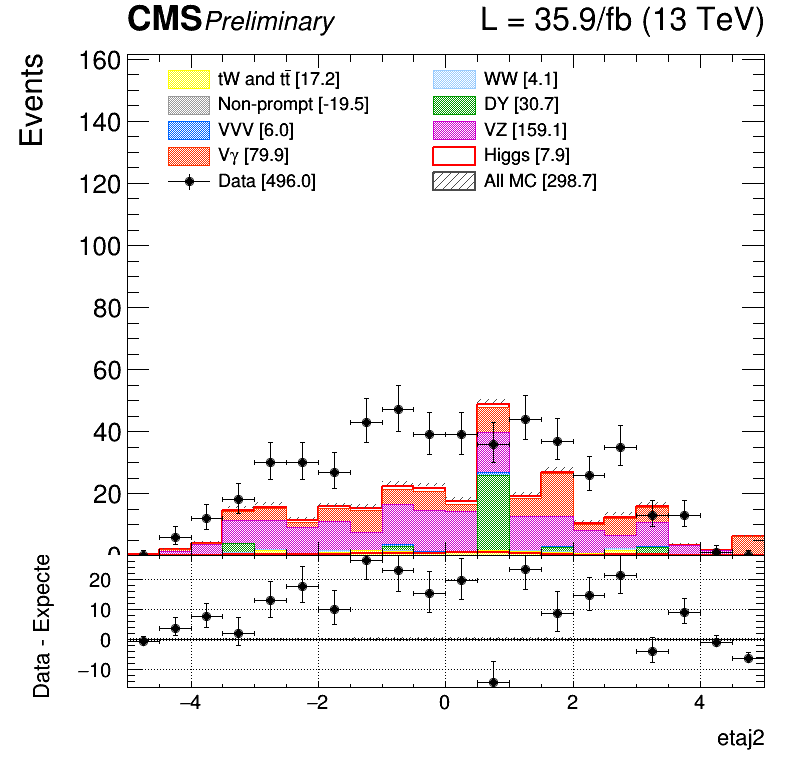 CMS Preliminary L = 35.9/fb (13 TeV)
Events
160
140
120
100
80
60
40
20
0
tW and tt̄ [17.2]
Non-prompt [-19.5]
VVV [6.0]
Vγ [79.9]
Data [496.0]
WW [4.1]
DY [30.7]
VZ [159.1]
Higgs [7.9]
All MC [298.7]
Data - Expecte
20
10
0
−10
−4 −2 0 2 4
etaj2